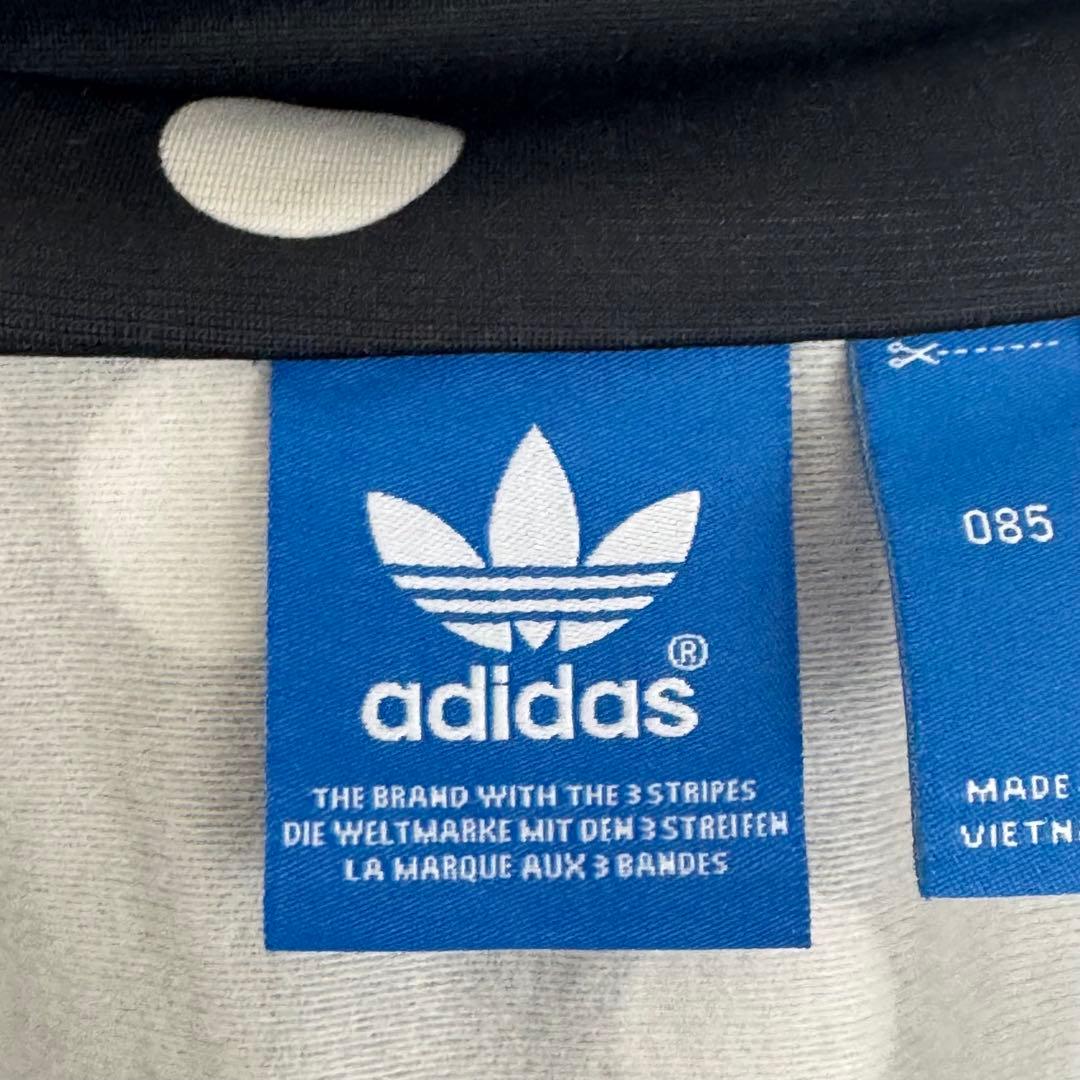 adidas®
THE BRAND WITH THE 3 STRIPES
DIE WELTMARKE MIT DEN 3 STREIFEN
LA MARQUE AUX 3 BANDES
085
MADE
VIETN